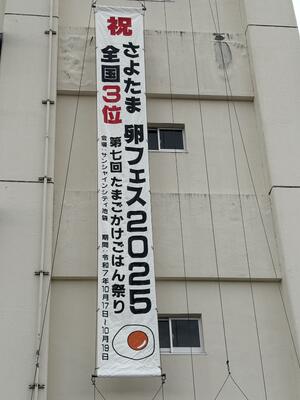 祝
全国3位
さよたま 卵フェス2025
第七回 たまごかけごはん祭り
会場：サンシャインシティ池袋
期間：令和7年10月17日～10月19日